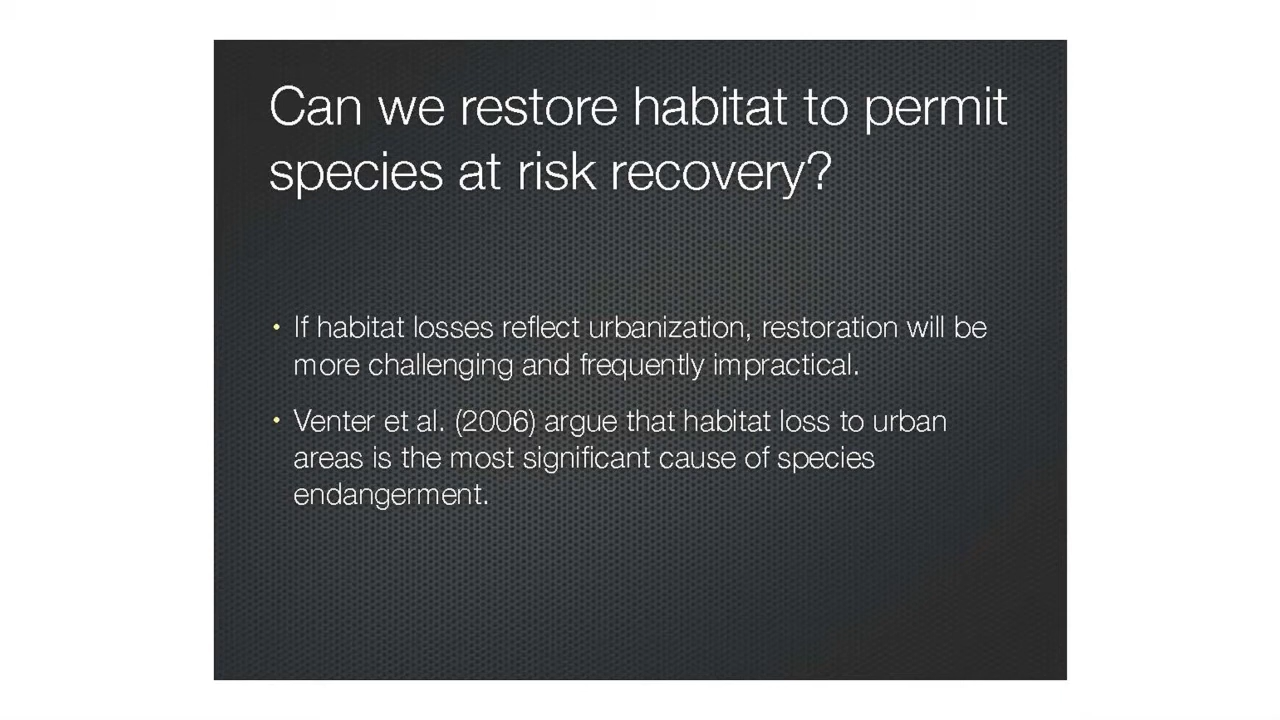 Can we restore habitat to permit
species at risk recovery?
• If habitat losses reflect urbanization, restoration will be
more challenging and frequently impractical.
• Venter et al. (2006) argue that habitat loss to urban
areas is the most significant cause of species
endangerment.